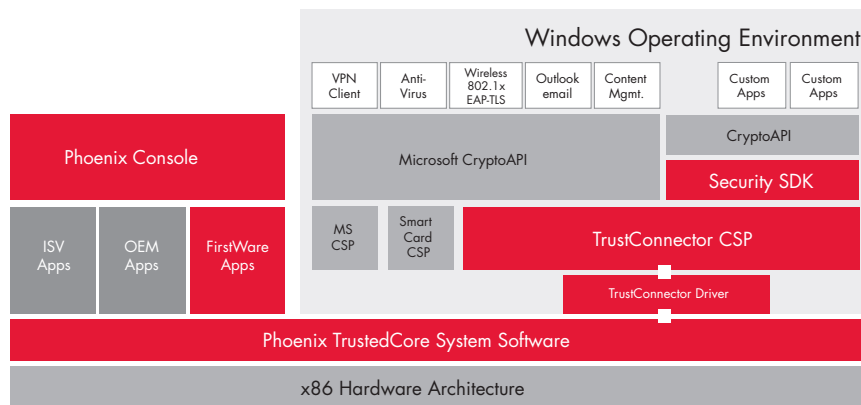 Windows Operating Environment
VPN
Client
Anti-
Virus
Wireless
802.1x
EAP-TLS
Outlook
email
Content
Mgmt.
Custom
Apps
Custom
Apps
Phoenix Console
Microsoft CryptoAPI
CryptoAPI
Security SDK
ISV
Apps
OEM
Apps
FirstWare
Apps
MS
CSP
Smart
Card
CSP
TrustConnector CSP
TrustConnector Driver
Phoenix TrustedCore System Software
x86 Hardware Architecture